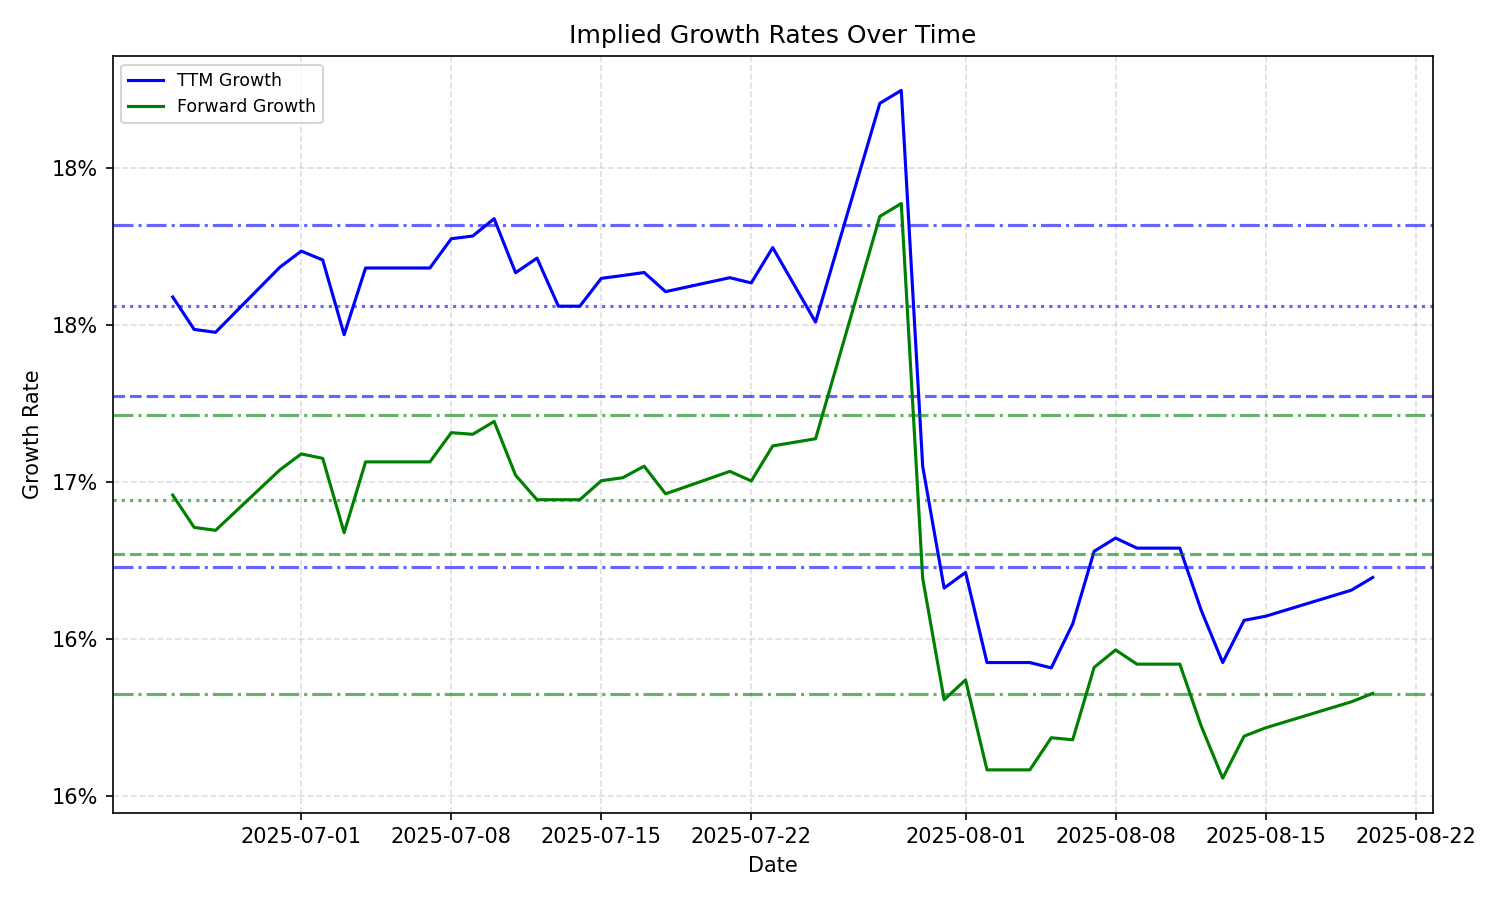 Implied Growth Rates Over Time
TTM Growth
Forward Growth
18%
18%
17%
16%
16%
Growth Rate
2025-07-01 2025-07-08 2025-07-15 2025-07-22 2025-08-01 2025-08-08 2025-08-15 2025-08-22
Date